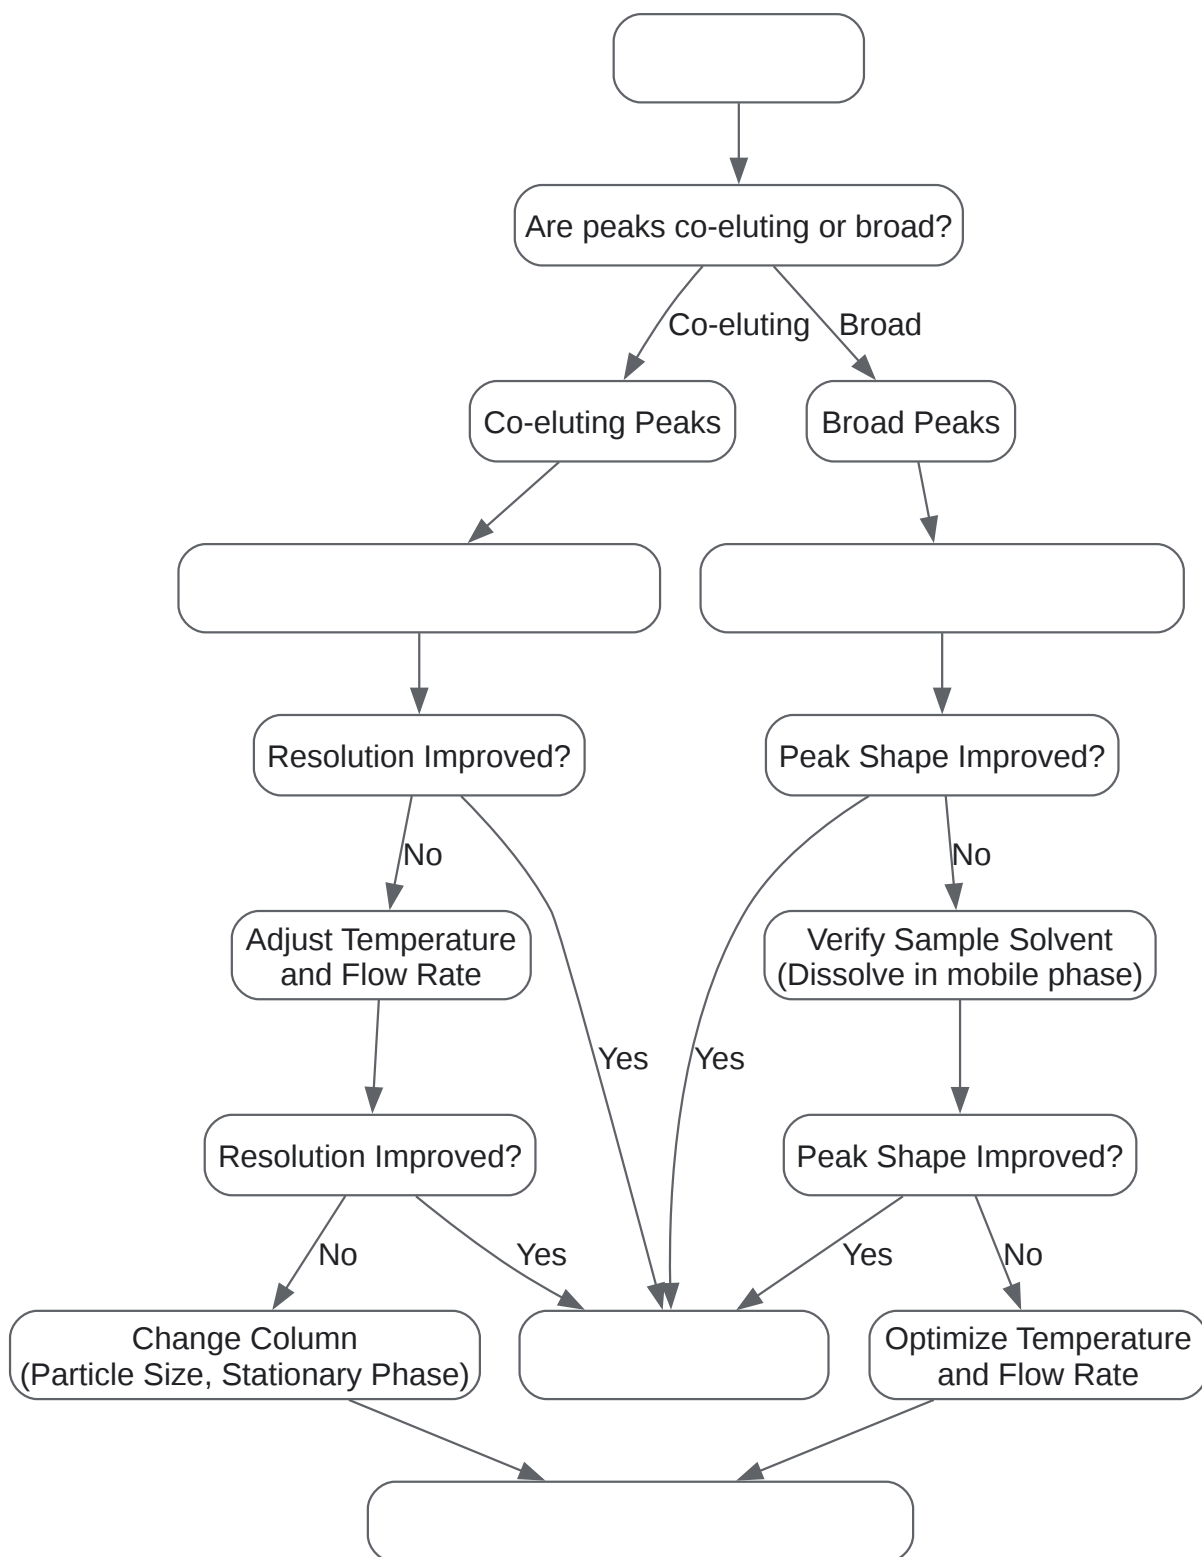 Are peaks co-eluting or broad?
Co-eluting
Broad
Co-eluting Peaks
Broad Peaks
Resolution Improved?
Peak Shape Improved?
No
No
Adjust Temperature
and Flow Rate
Verify Sample Solvent
(Dissolve in mobile phase)
Yes
Yes
Resolution Improved?
Peak Shape Improved?
No
Yes
Yes
No
Change Column
(Particle Size, Stationary Phase)
Optimize Temperature
and Flow Rate